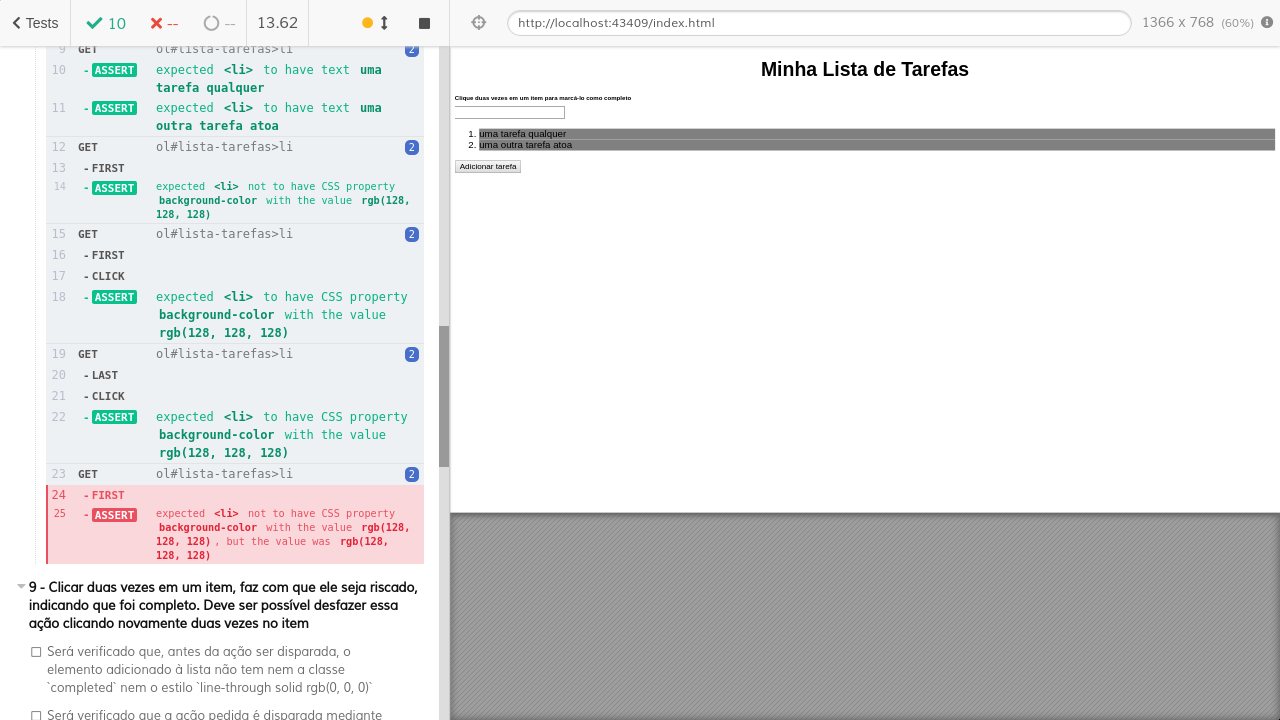 Tests
10
--
--
13.62
http://localhost:43409/index.html
1366 x 768 (60%)
9 GET ol#lista-tarefas>li 2
10 -ASSERT expected <li> to have text uma
tarefa qualquer
11 -ASSERT expected <li> to have text uma
outra tarefa atoa
12 GET ol#lista-tarefas>li 2
13 -FIRST
14 -ASSERT expected <li> not to have CSS property
background-color with the value rgb(128,
128, 128)
15 GET ol#lista-tarefas>li 2
16 -FIRST
17 -CLICK
18 -ASSERT expected <li> to have CSS property
background-color with the value
rgb(128, 128, 128)
19 GET ol#lista-tarefas>li 2
20 -LAST
21 -CLICK
22 -ASSERT expected <li> to have CSS property
background-color with the value
rgb(128, 128, 128)
23 GET ol#lista-tarefas>li 2
24 -FIRST
25 -ASSERT expected <li> not to have CSS property
background-color with the value rgb(128,
128, 128), but the value was rgb(128,
128, 128)
9 - Clicar duas vezes em um item, faz com que ele seja riscado,
indicando que foi completo. Deve ser possível desfazer essa
ação clicando novamente duas vezes no item
Será verificado que, antes da ação ser disparada, o
elemento adicionado à lista não tem nem a classe
`completed` nem o estilo `line-through solid rgb(0, 0, 0)`
Será verificado que a ação pedida é disparada mediante
Minha Lista de Tarefas
Clique duas vezes em um item para marcá-lo como completo
1. uma tarefa qualquer
2. uma outra tarefa atoa
Adicionar tarefa